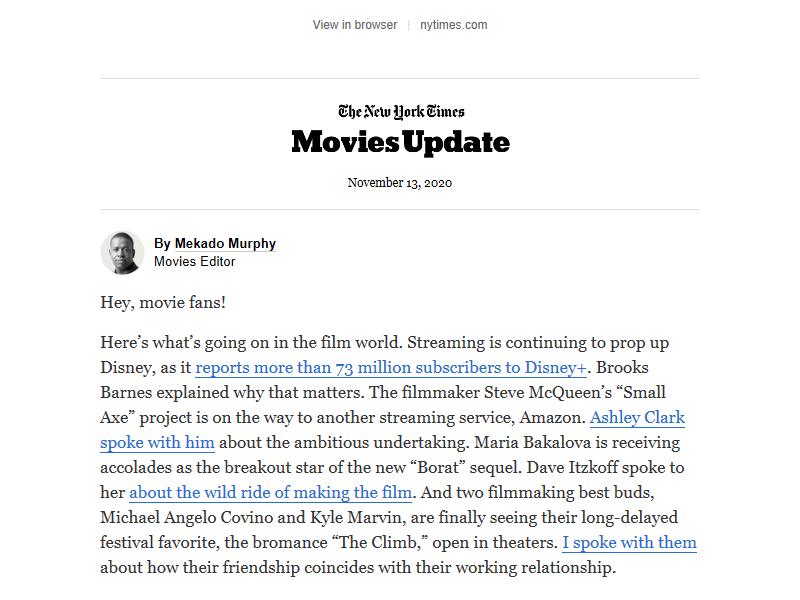 View in browser | nytimes.com
The New York Times
Movies Update
November 13, 2020
By Mekado Murphy
Movies Editor
Hey, movie fans!
Here’s what’s going on in the film world. Streaming is continuing to prop up
Disney, as it reports more than 73 million subscribers to Disney+. Brooks
Barnes explained why that matters. The filmmaker Steve McQueen’s “Small
Axe” project is on the way to another streaming service, Amazon. Ashley Clark
spoke with him about the ambitious undertaking. Maria Bakalova is receiving
accolades as the breakout star of the new “Borat” sequel. Dave Itzkoff spoke to
her about the wild ride of making the film. And two filmmaking best buds,
Michael Angelo Covino and Kyle Marvin, are finally seeing their long-delayed
festival favorite, the bromance “The Climb,” open in theaters. I spoke with them
about how their friendship coincides with their working relationship.